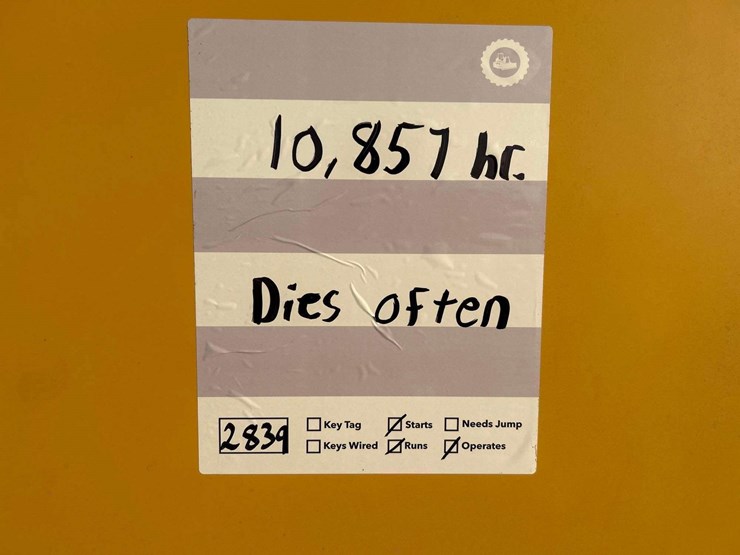 10,857 hr.
Dies often
2839
Key Tag Starts Needs Jump
Keys Wired Runs Operates